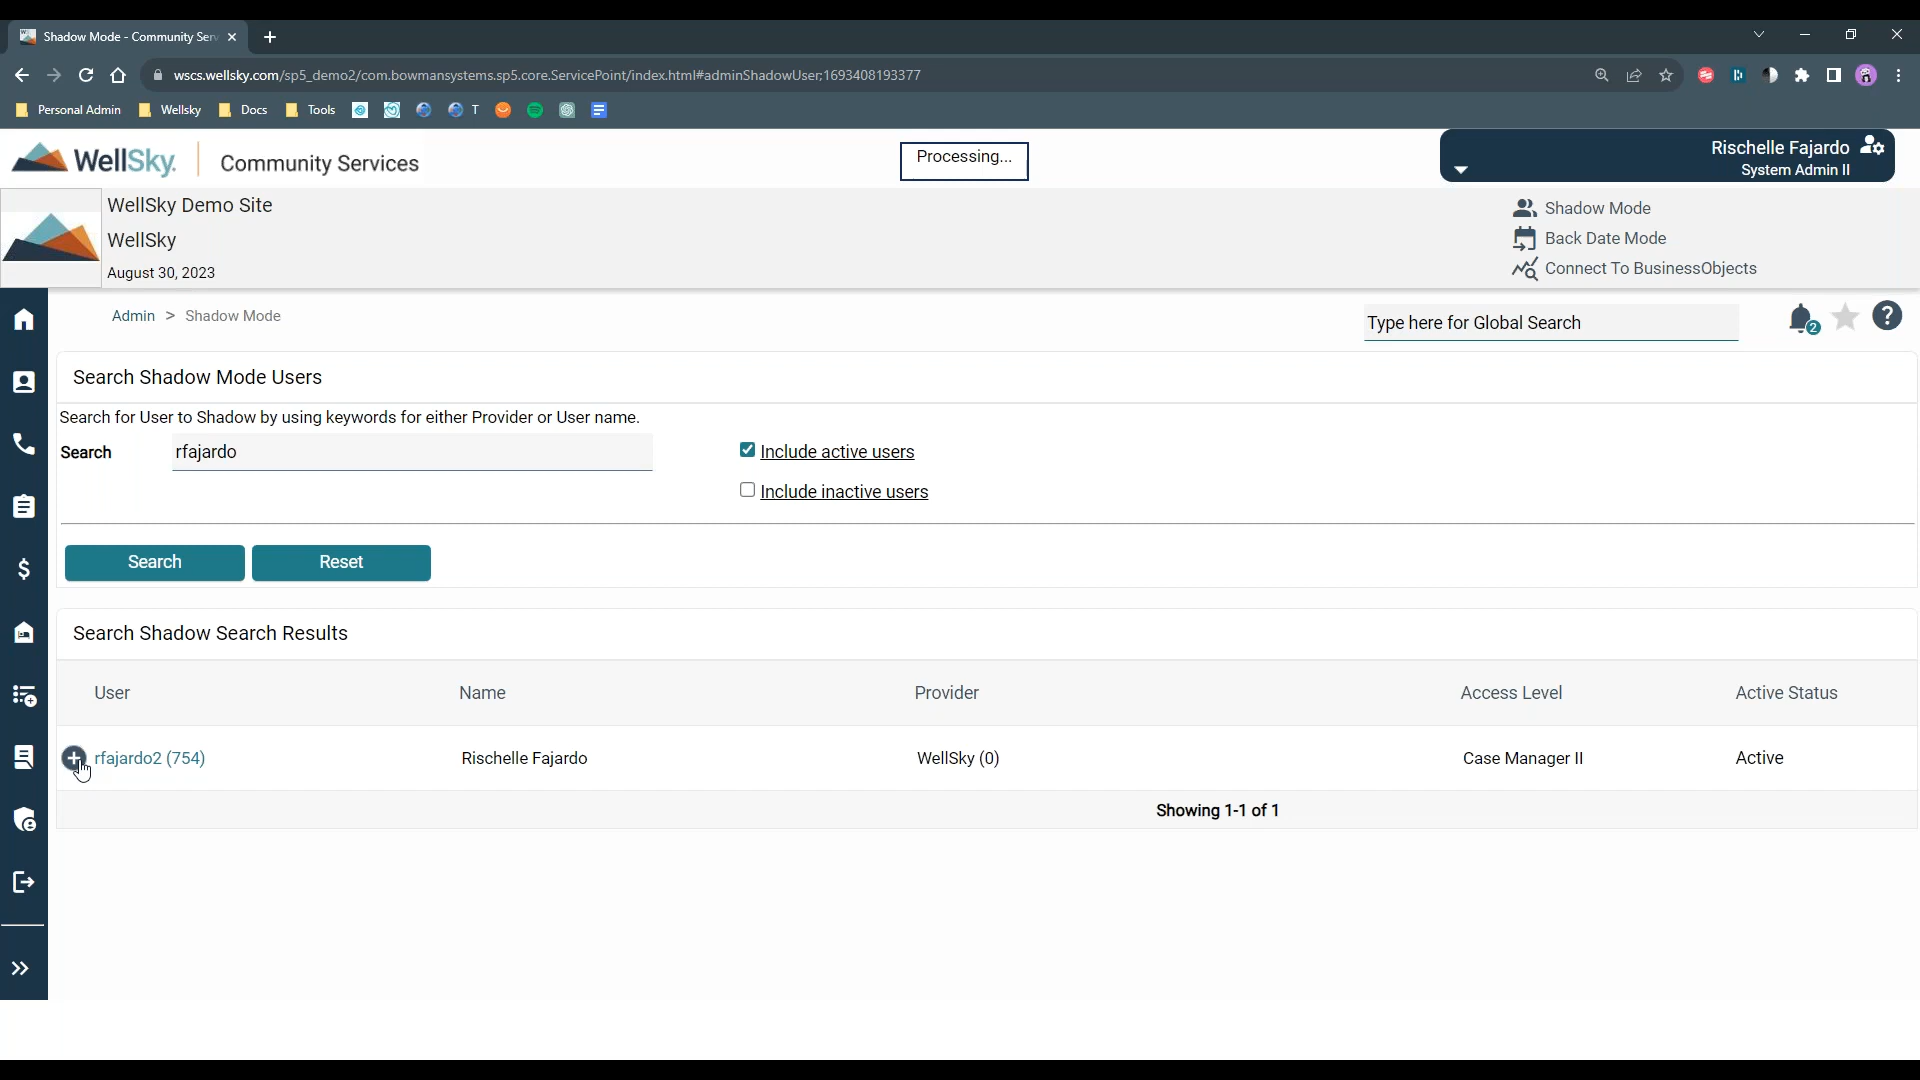 Shadow Mode - Community Serv
wscs.wellsky.com/sp5_demo2/com.bowmansystems.sp5.core.ServicePoint/index.html#adminShadowUser;1693408193377
Personal Admin Wellsky Docs Tools T
WellSky. Community Services
Processing...
Rischelle Fajardo
System Admin II
WellSky Demo Site
WellSky
August 30, 2023
Shadow Mode
Back Date Mode
Connect To BusinessObjects
Admin > Shadow Mode
Type here for Global Search
2
?
Search Shadow Mode Users
Search for User to Shadow by using keywords for either Provider or User name.
Search rfajardo
Include active users
Include inactive users
Search Reset
Search Shadow Search Results
User Name Provider Access Level Active Status
rfajardo2 (754) Rischelle Fajardo WellSky (0) Case Manager II Active
Showing 1-1 of 1